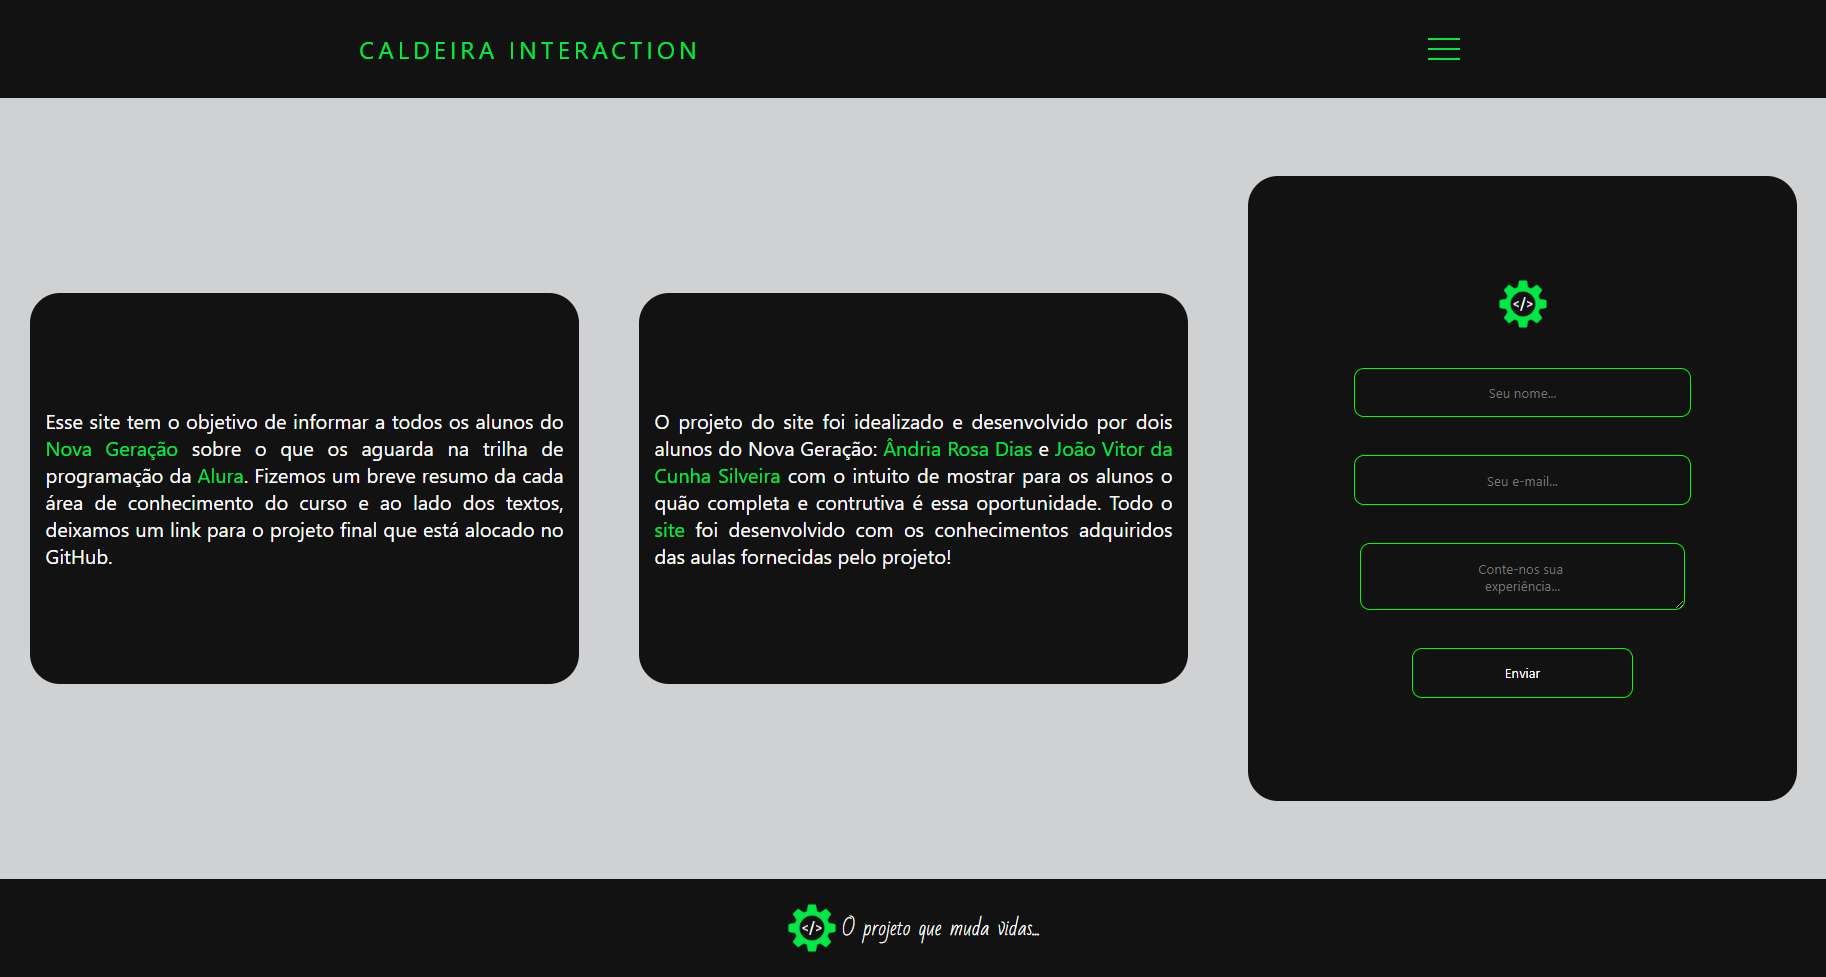 CALDEIRA INTERACTION
Esse site tem o objetivo de informar a todos os alunos do
Nova Geração sobre o que os aguarda na trilha de
programação da Alura. Fizemos um breve resumo da cada
área de conhecimento do curso e ao lado dos textos,
deixamos um link para o projeto final que está alocado no
GitHub.
O projeto do site foi idealizado e desenvolvido por dois
alunos do Nova Geração: Ândria Rosa Dias e João Vitor da
Cunha Silveira com o intuito de mostrar para os alunos o
quão completa e contrutiva é essa oportunidade. Todo o
site foi desenvolvido com os conhecimentos adquiridos
das aulas fornecidas pelo projeto!
</>
Seu nome...
Seu e-mail...
Conte-nos sua
experiência...
Enviar
</> O projeto que muda vidas...